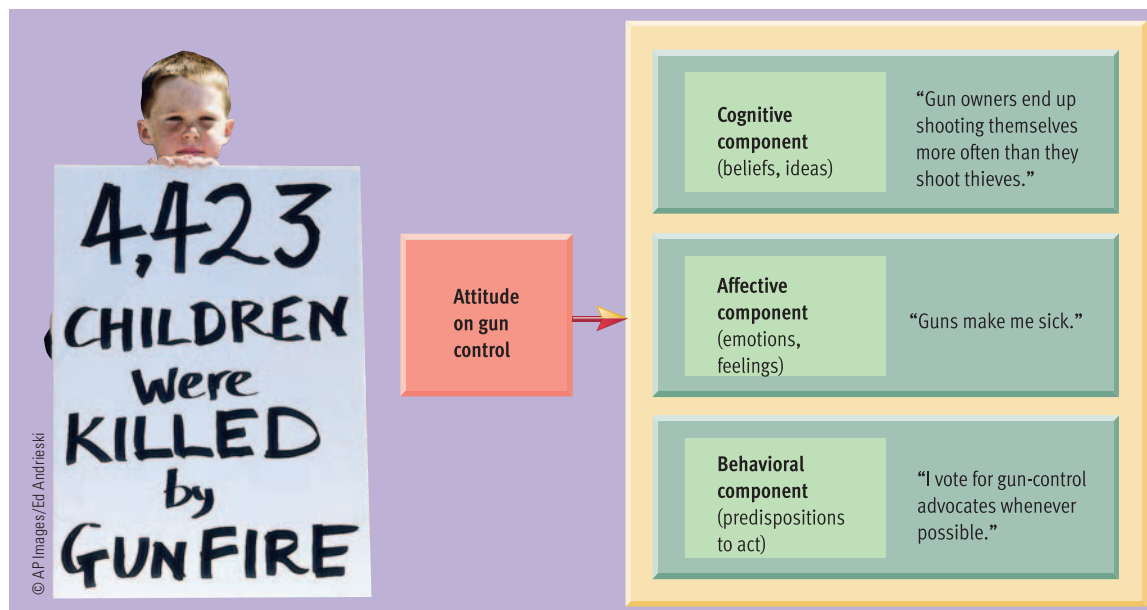 4,423
CHILDREN
Were
KILLED
by
GUNFIRE
© AP Images/Ed Andrieski
Attitude
on gun
control
Cognitive
component
(beliefs, ideas)
“Gun owners end up
shooting themselves
more often than they
shoot thieves.”
Affective
component
(emotions,
feelings)
“Guns make me sick.”
Behavioral
component
(predispositions
to act)
“I vote for gun-control
advocates whenever
possible.”